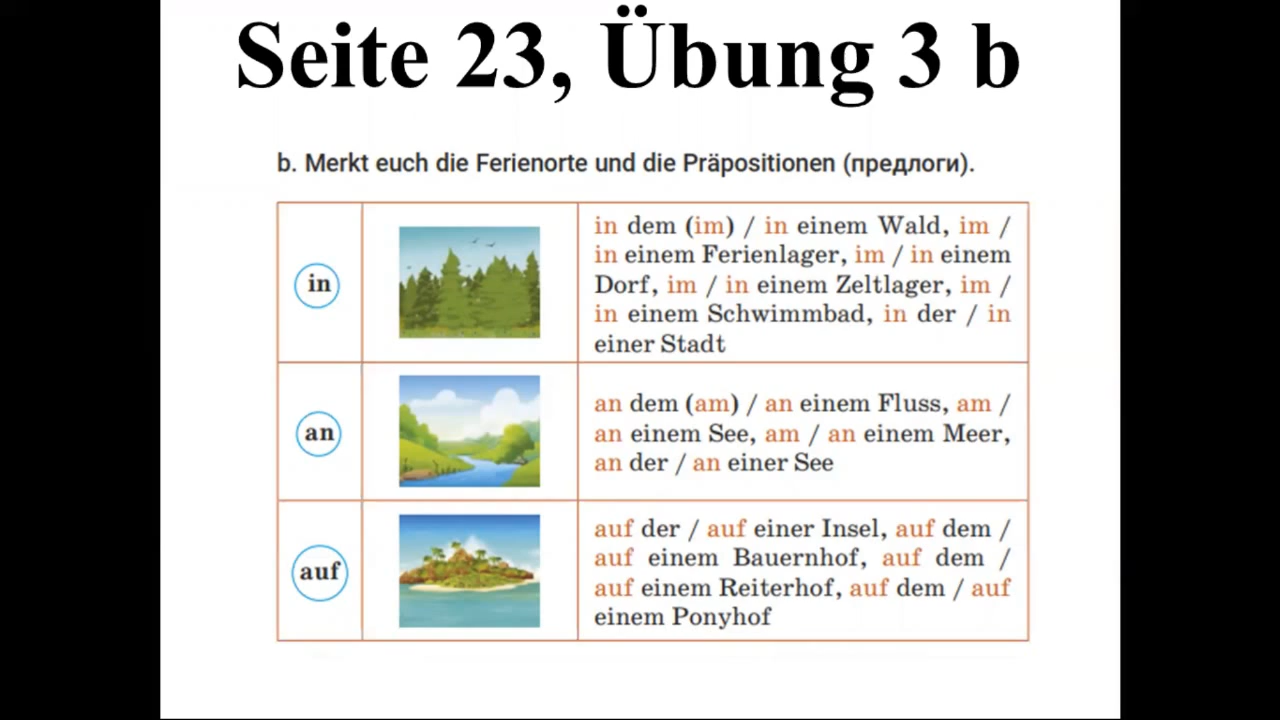 Seite 23, Übung 3 b
b. Merkt euch die Ferienorte und die Präpositionen (предлоги).
in
in dem (im) / in einem Wald, im /
in einem Ferienlager, im / in einem
Dorf, im / in einem Zeltlager, im /
in einem Schwimmbad, in der / in
einer Stadt
an
an dem (am) / an einem Fluss, am /
an einem See, am / an einem Meer,
an der / an einer See
auf
auf der / auf einer Insel, auf dem /
auf einem Bauernhof, auf dem /
auf einem Reiterhof, auf dem / auf
einem Ponyhof